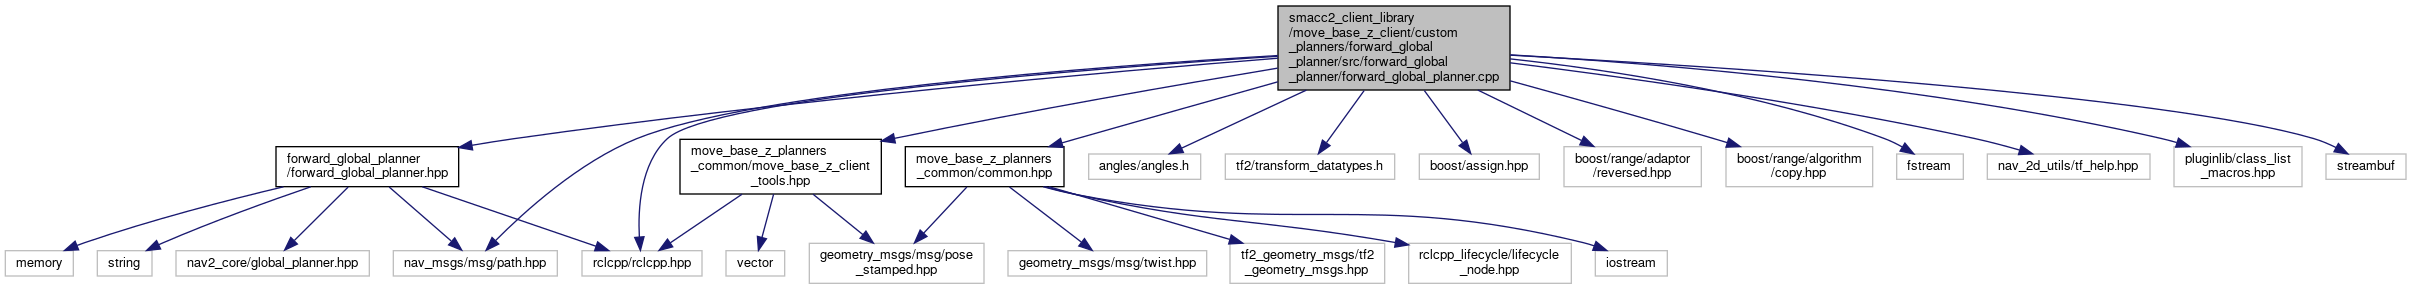 smacc2_client_library
/move_base_z_client/custom
_planners/forward_global
_planner/src/forward_global
_planner/forward_global_planner.cpp
forward_global_planner
/forward_global_planner.hpp
move_base_z_planners
_common/move_base_z_client
_tools.hpp
move_base_z_planners
_common/common.hpp
angles/angles.h
tf2/transform_datatypes.h
boost/assign.hpp
boost/range/adaptor
/reversed.hpp
boost/range/algorithm
/copy.hpp
fstream
nav_2d_utils/tf_help.hpp
pluginlib/class_list
_macros.hpp
streambuf
memory
string
nav2_core/global_planner.hpp
nav_msgs/msg/path.hpp
rclcpp/rclcpp.hpp
vector
geometry_msgs/msg/pose
_stamped.hpp
geometry_msgs/msg/twist.hpp
tf2_geometry_msgs/tf2
_geometry_msgs.hpp
rclcpp_lifecycle/lifecycle
_node.hpp
iostream